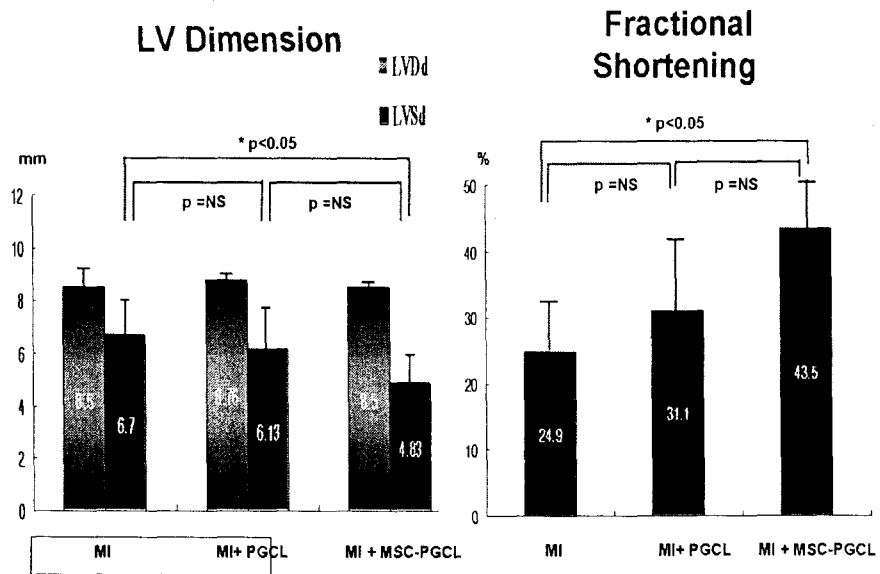 LV Dimension
LVDd
LVSd
* p<0.05
mm
p =NS
p =NS
12
10
8
6
4
2
0
8.5
6.7
8.76
6.13
8.5
4.83
MI
MI+ PGCL
MI + MSC-PGCL
Fractional
Shortening
* p<0.05
%
p =NS
p =NS
50
40
30
20
10
0
24.9
31.1
43.5
MI
MI+ PGCL
MI + MSC-PGCL